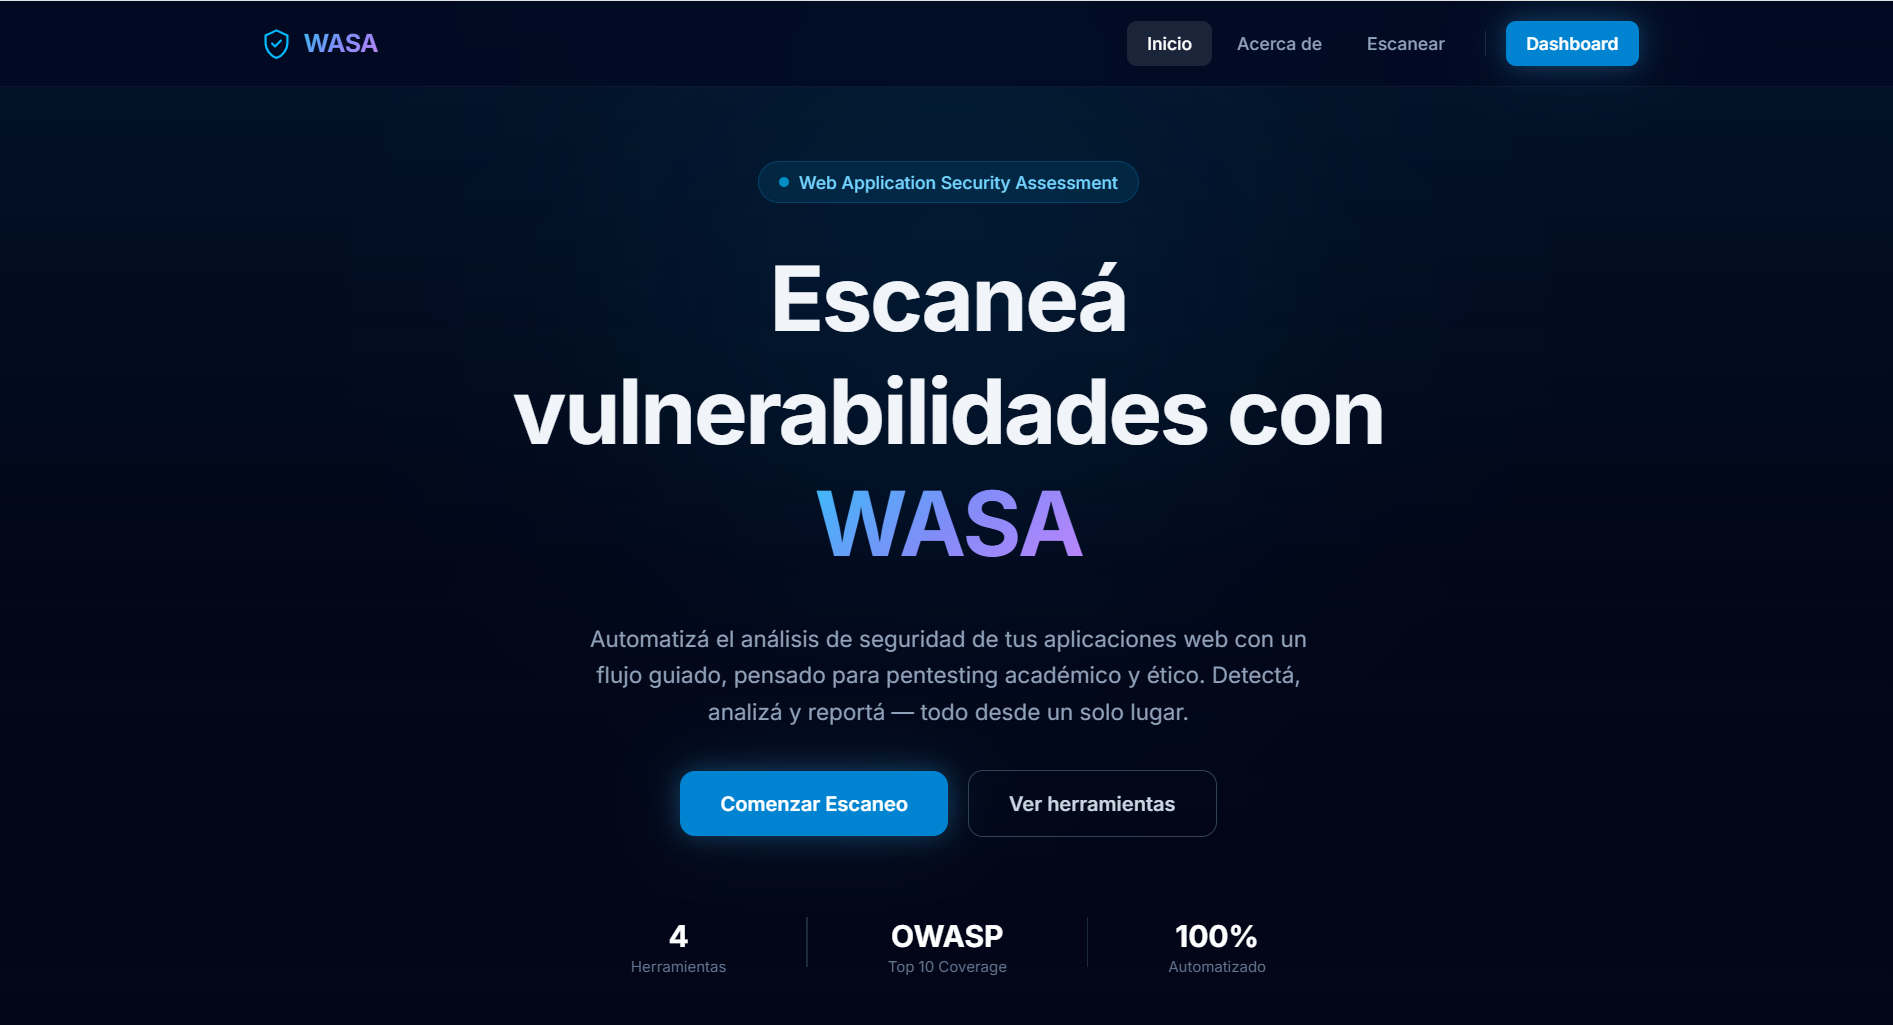 WASA
Inicio
Acerca de
Escanear
Dashboard
Web Application Security Assessment
Escaneá
vulnerabilidades con
WASA
Automatizá el análisis de seguridad de tus aplicaciones web con un
flujo guiado, pensado para pentesting académico y ético. Detectá,
analizá y reportá — todo desde un solo lugar.
Comenzar Escaneo
Ver herramientas
4
Herramientas
OWASP
Top 10 Coverage
100%
Automatizado